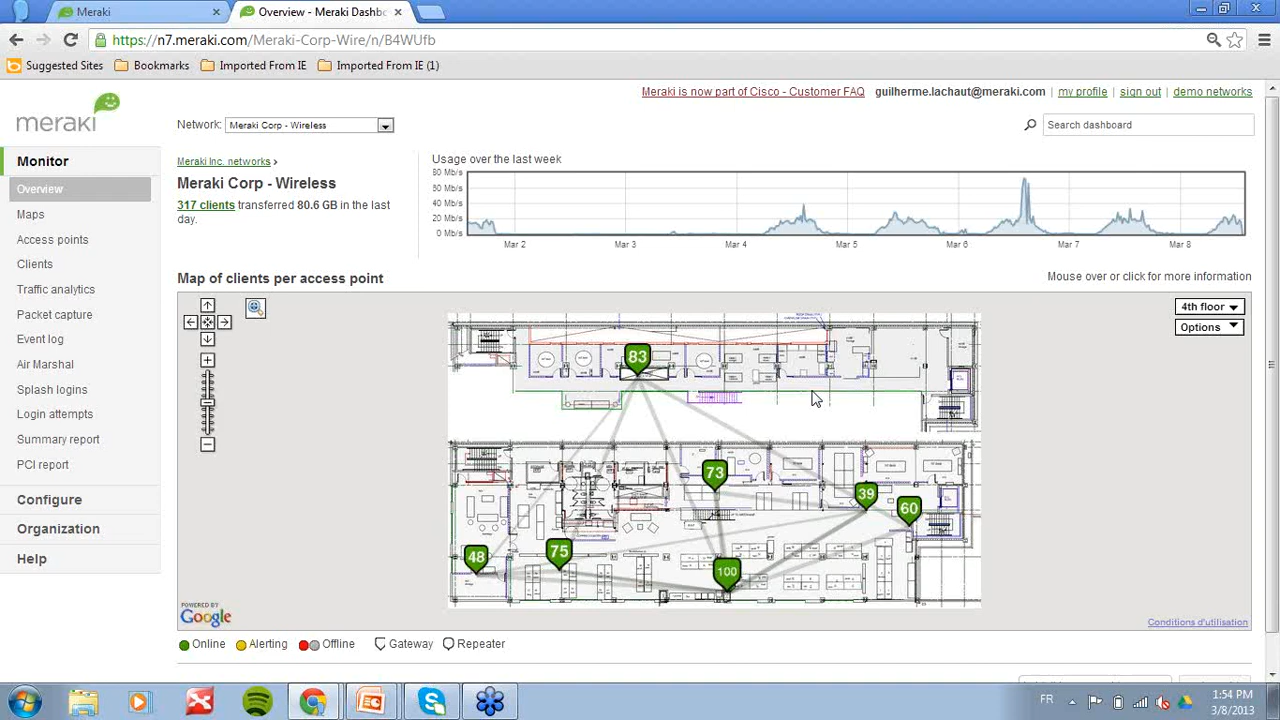 Meraki
Overview - Meraki Dashbo
https://n7.meraki.com/Meraki-Corp-Wire/n/B4WUfb
Suggested Sites
Bookmarks
Imported From IE
Imported From IE (1)
Meraki is now part of Cisco - Customer FAQ
guilherme.lachaut@meraki.com
my profile
sign out
demo networks
meraki
Network:
Meraki Corp - Wireless
Search dashboard
Monitor
Overview
Maps
Access points
Clients
Traffic analytics
Packet capture
Event log
Air Marshal
Splash logins
Login attempts
Summary report
PCI report
Configure
Organization
Help
Meraki Inc. networks ›
Meraki Corp - Wireless
317 clients transferred 80.6 GB in the last
day.
Usage over the last week
80 Mb/s
60 Mb/s
40 Mb/s
20 Mb/s
0 Mb/s
Mar 2
Mar 3
Mar 4
Mar 5
Mar 6
Mar 7
Mar 8
Map of clients per access point
Mouse over or click for more information
4th floor
Options
83
73
39
60
48
75
100
POWERED BY
Google
Conditions d'utilisation
Online
Alerting
Offline
Gateway
Repeater
FR
1:54 PM
3/8/2013